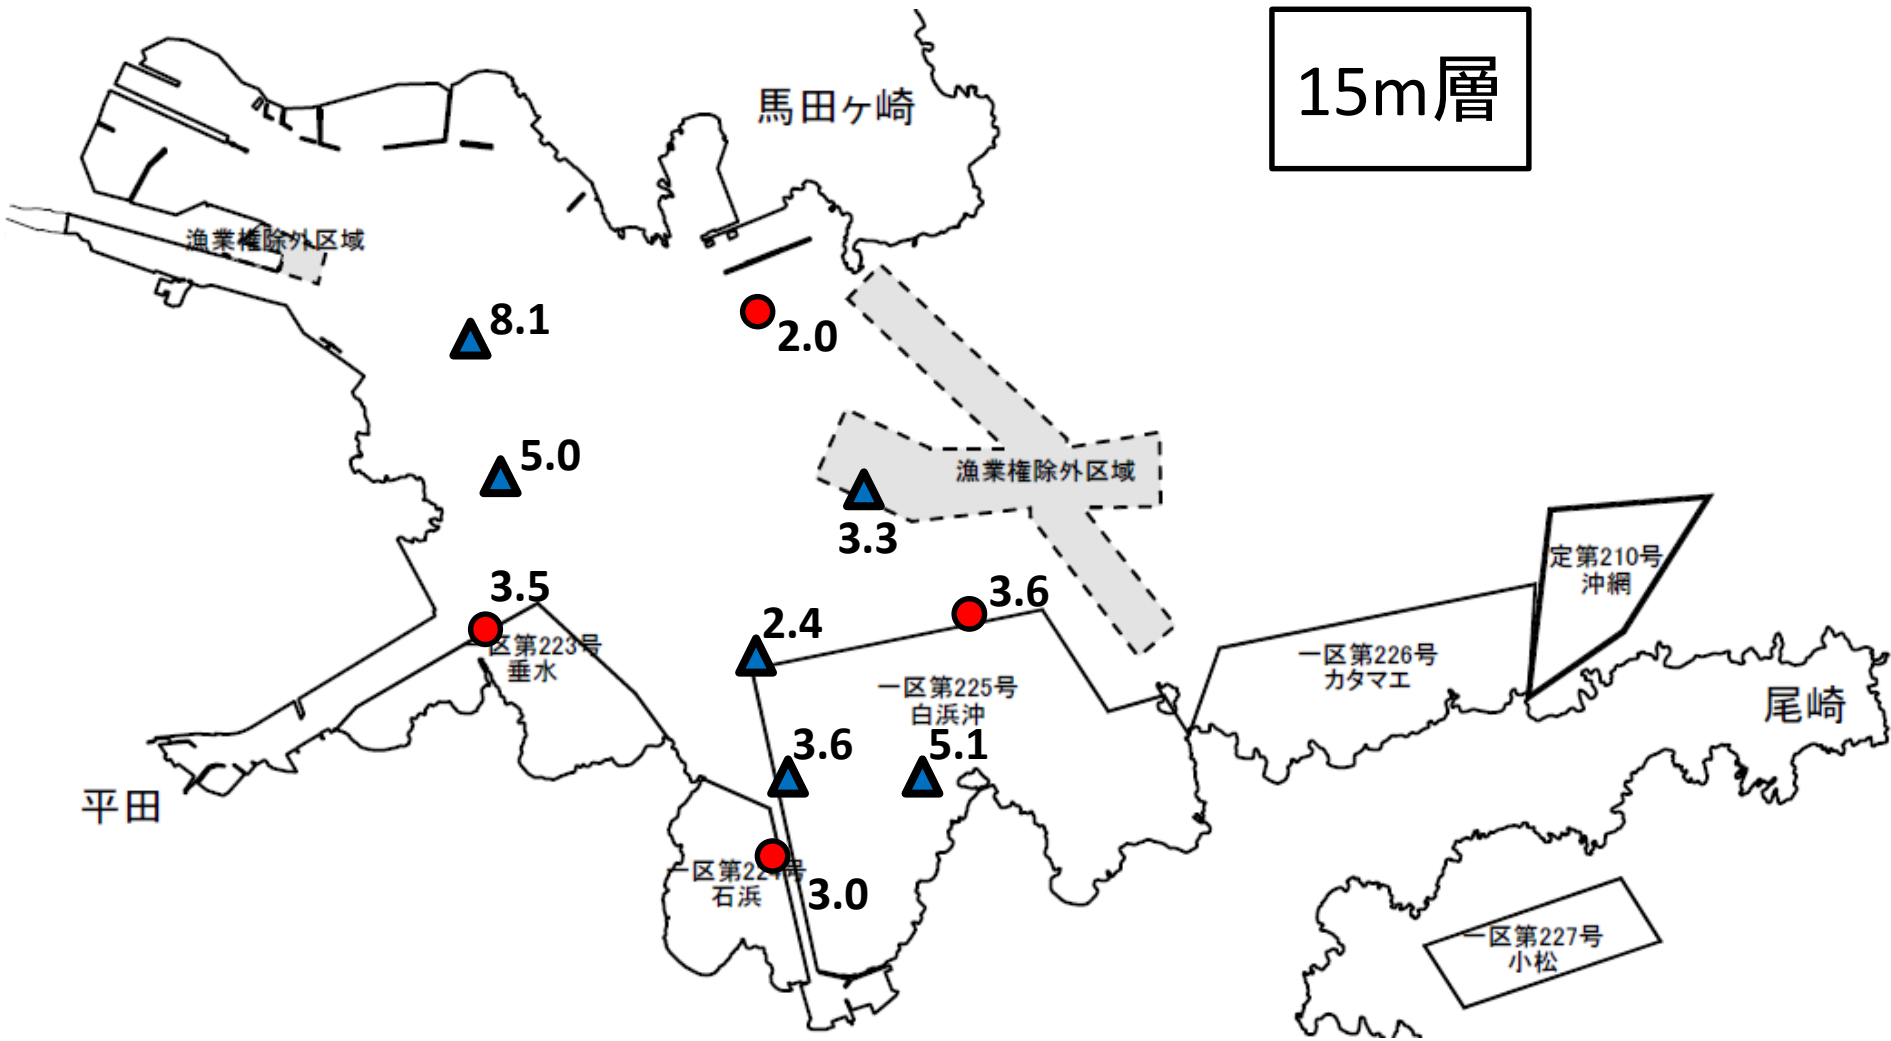 15m層
馬田ヶ崎
漁業権除外区域
8.1
2.0
5.0
漁業権除外区域
3.3
定第210号
沖網
3.5
3.6
2.4
区第223号
垂水
一区第226号
カタマエ
一区第225号
白浜沖
尾崎
3.6
5.1
平田
一区第224号
石浜
3.0
一区第227号
小松